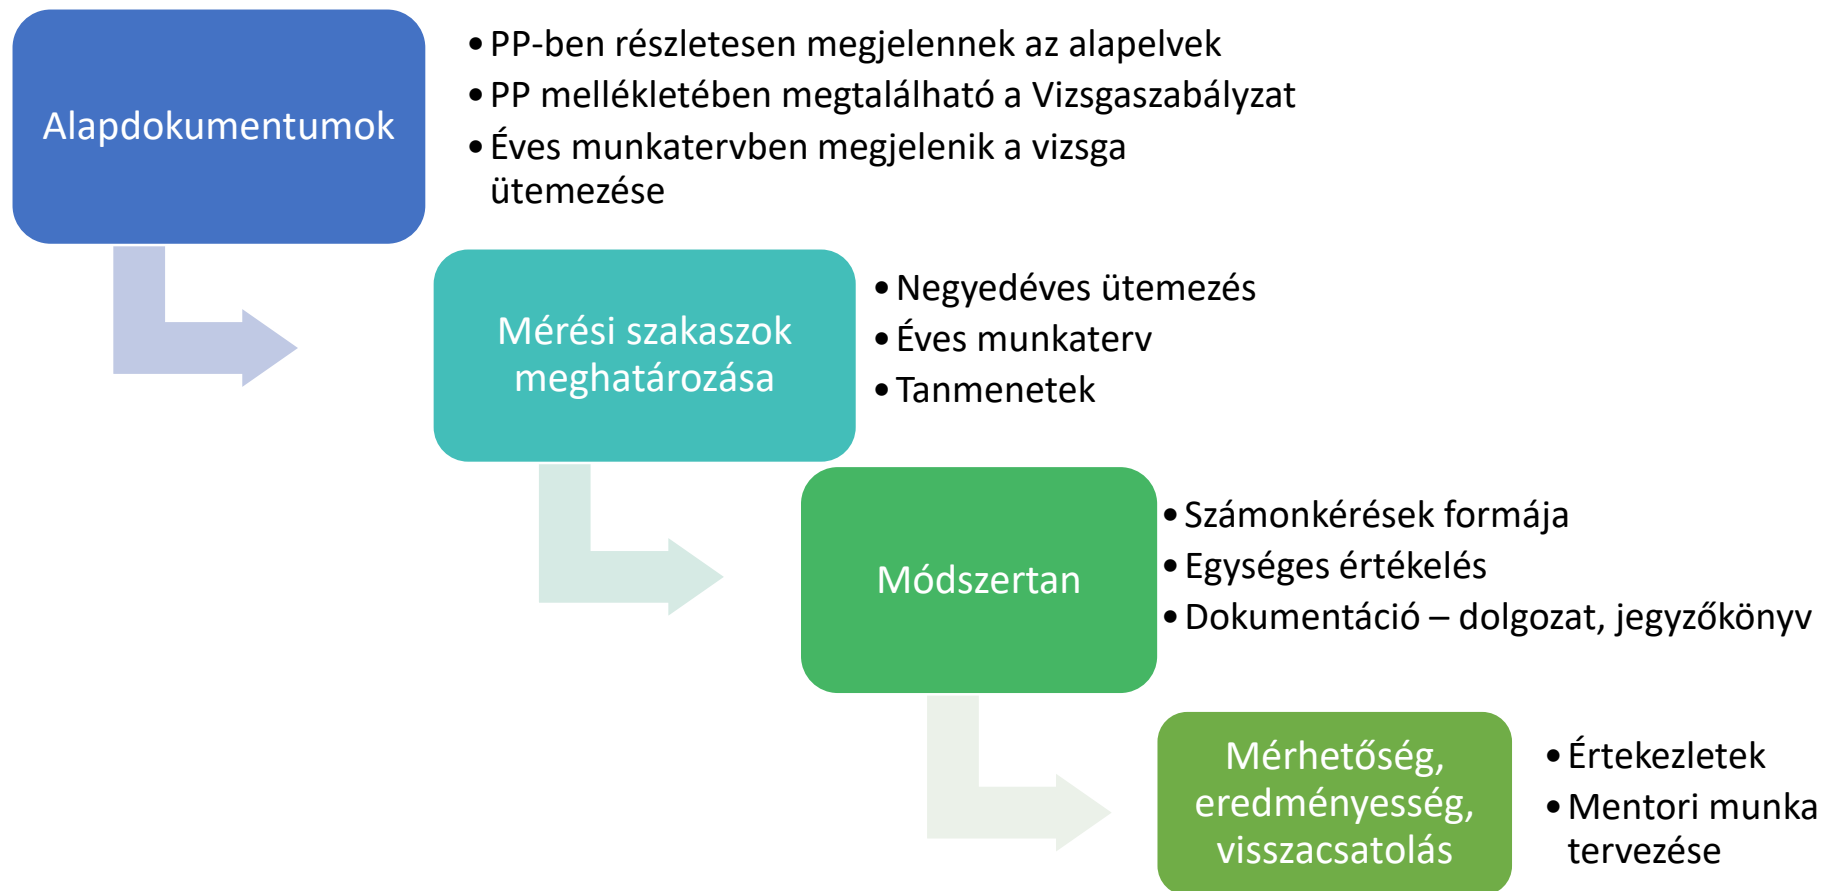 Alapdokumentumok
•PP-ben részletesen megjelennek az alapelvek
•PP mellékletében megtalálható a Vizsgaszabályzat
•Éves munkatervben megjelenik a vizsga
ütemezése
Mérési szakaszok
meghatározása
•Negyedéves ütemezés
•Éves munkaterv
•Tanmenetek
Módszertan
•Számonkérések formája
•Egységes értékelés
•Dokumentáció – dolgozat, jegyzőkönyv
Mérhetőség,
eredményesség,
visszacsatolás
•Értekezletek
•Mentori munka
tervezése